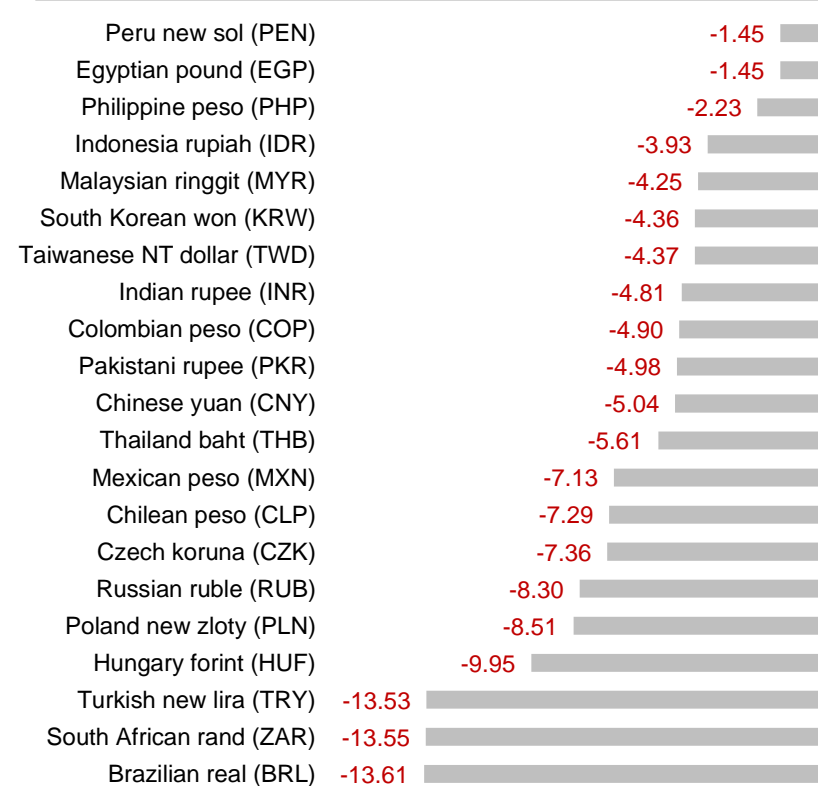 Peru new sol (PEN) -1.45
Egyptian pound (EGP) -1.45
Philippine peso (PHP) -2.23
Indonesia rupiah (IDR) -3.93
Malaysian ringgit (MYR) -4.25
South Korean won (KRW) -4.36
Taiwanese NT dollar (TWD) -4.37
Indian rupee (INR) -4.81
Colombian peso (COP) -4.90
Pakistani rupee (PKR) -4.98
Chinese yuan (CNY) -5.04
Thailand baht (THB) -5.61
Mexican peso (MXN) -7.13
Chilean peso (CLP) -7.29
Czech koruna (CZK) -7.36
Russian ruble (RUB) -8.30
Poland new zloty (PLN) -8.51
Hungary forint (HUF) -9.95
Turkish new lira (TRY) -13.53
South African rand (ZAR) -13.55
Brazilian real (BRL) -13.61